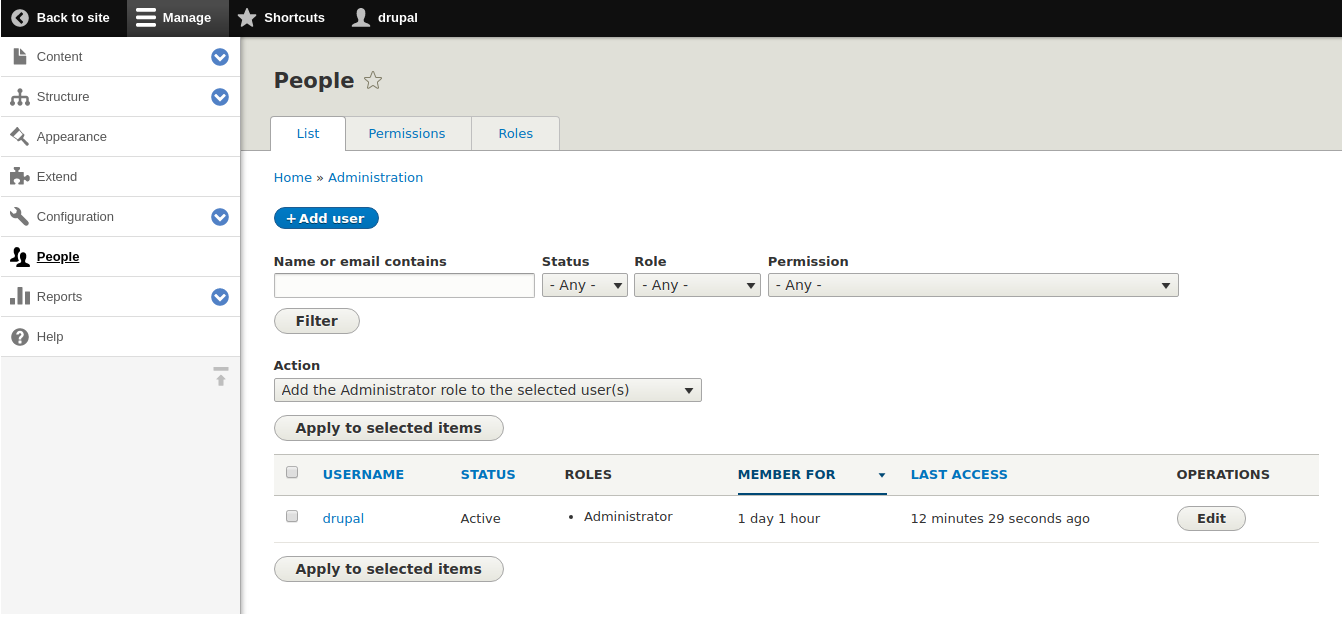 Back to site Manage Shortcuts drupal
Content
Structure
Appearance
Extend
Configuration
People
Reports
Help
People
List Permissions Roles
Home » Administration
+ Add user
Name or email contains Status Role Permission
- Any - - Any - - Any -
Filter
Action
Add the Administrator role to the selected user(s)
Apply to selected items
USERNAME STATUS ROLES MEMBER FOR LAST ACCESS OPERATIONS
drupal Active • Administrator 1 day 1 hour 12 minutes 29 seconds ago Edit
Apply to selected items